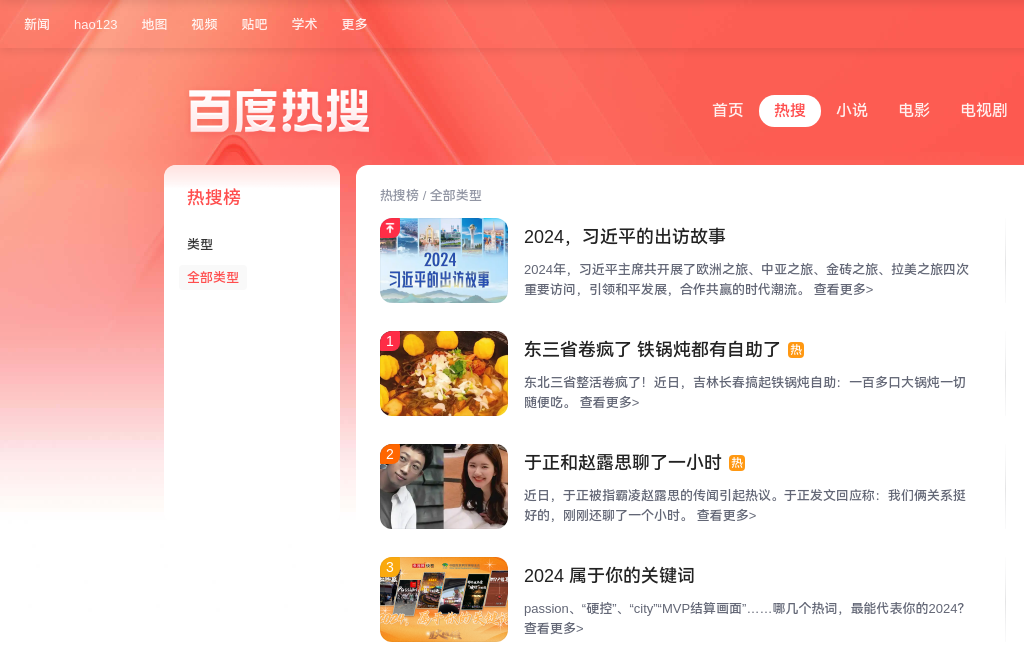 新闻 hao123 地图 视频 贴吧 学术 更多
百度热搜
首页 热搜 小说 电影 电视剧
热搜榜
类型
全部类型
热搜榜 / 全部类型
2024
习近平的出访故事
2024，习近平的出访故事
2024年，习近平主席共开展了欧洲之旅、中亚之旅、金砖之旅、拉美之旅四次
重要访问，引领和平发展，合作共赢的时代潮流。 查看更多>
1
东三省卷疯了 铁锅炖都有自助了 热
东北三省整活卷疯了！近日，吉林长春搞起铁锅炖自助：一百多口大锅炖一切
随便吃。 查看更多>
2
于正和赵露思聊了一小时 热
近日，于正被指霸凌赵露思的传闻引起热议。于正发文回应称：我们俩关系挺
好的，刚刚还聊了一个小时。 查看更多>
3
2024 属于你的关键词
passion、“硬控”、“city”“MVP结算画面”……哪几个热词，最能代表你的2024？
查看更多>